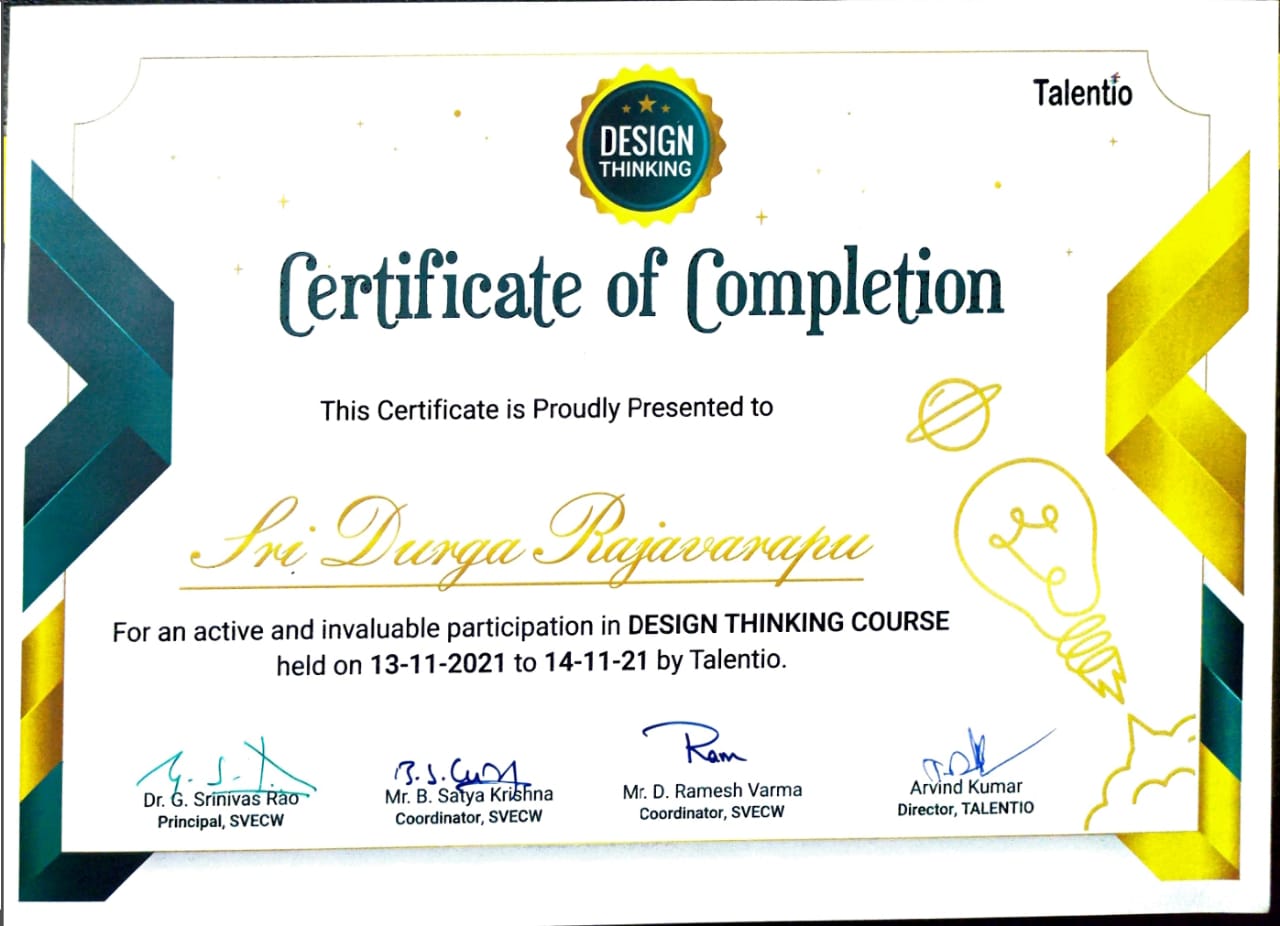 Talentio
DESIGN
THINKING
Certificate of Completion
This Certificate is Proudly Presented to
Sri Durga Rajavarapu
For an active and invaluable participation in DESIGN THINKING COURSE
held on 13-11-2021 to 14-11-21 by Talentio.
Ram
Dr. G. Srinivas Rao
Principal, SVECW
Mr. B. Satya Krishna
Coordinator, SVECW
Mr. D. Ramesh Varma
Coordinator, SVECW
Arvind Kumar
Director, TALENTIO